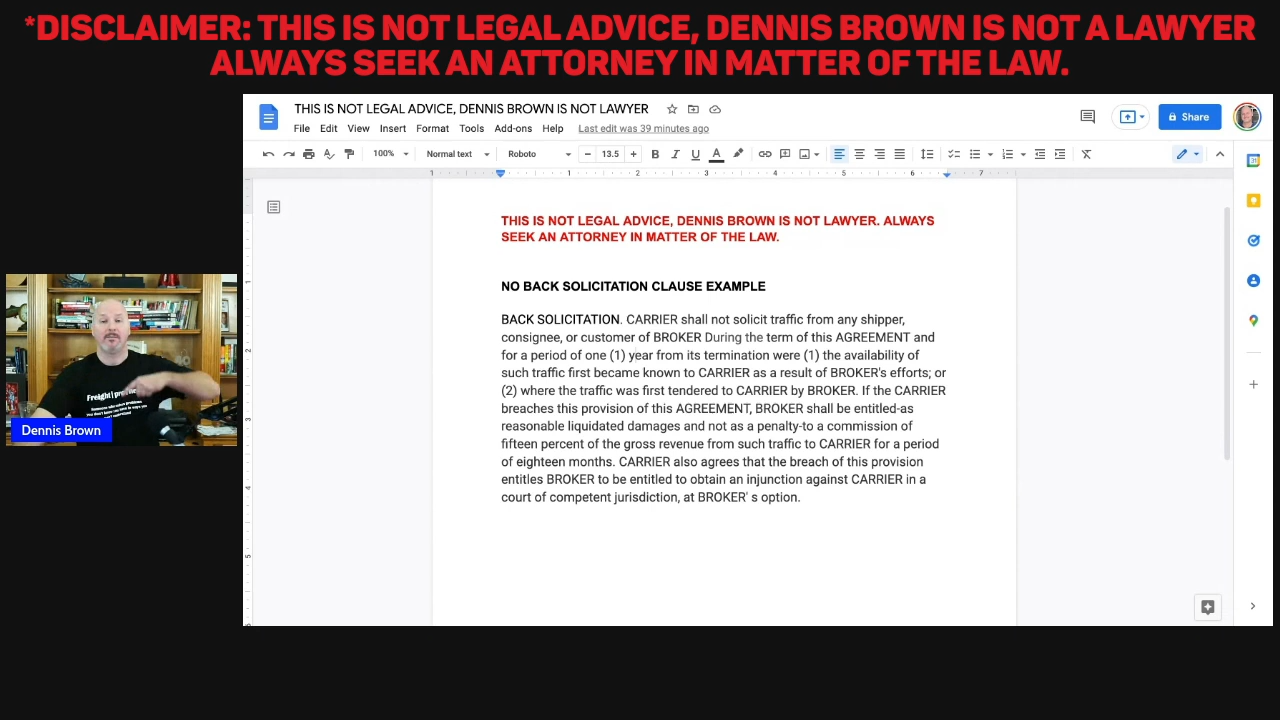 *DISCLAIMER: THIS IS NOT LEGAL ADVICE, DENNIS BROWN IS NOT A LAWYER
ALWAYS SEEK AN ATTORNEY IN MATTER OF THE LAW.
THIS IS NOT LEGAL ADVICE, DENNIS BROWN IS NOT LAWYER
File Edit View Insert Format Tools Add-ons Help Last edit was 39 minutes ago
Share
100% Normal text Roboto 13.5
1 1 2 3 4 5 6 7
THIS IS NOT LEGAL ADVICE, DENNIS BROWN IS NOT LAWYER. ALWAYS
SEEK AN ATTORNEY IN MATTER OF THE LAW.
NO BACK SOLICITATION CLAUSE EXAMPLE
BACK SOLICITATION. CARRIER shall not solicit traffic from any shipper,
consignee, or customer of BROKER During the term of this AGREEMENT and
for a period of one (1) year from its termination were (1) the availability of
such traffic first became known to CARRIER as a result of BROKER's efforts; or
(2) where the traffic was first tendered to CARRIER by BROKER. If the CARRIER
breaches this provision of this AGREEMENT, BROKER shall be entitled-as
reasonable liquidated damages and not as a penalty-to a commission of
fifteen percent of the gross revenue from such traffic to CARRIER for a period
of eighteen months. CARRIER also agrees that the breach of this provision
entitles BROKER to be entitled to obtain an injunction against CARRIER in a
court of competent jurisdiction, at BROKER' s option.
Dennis Brown